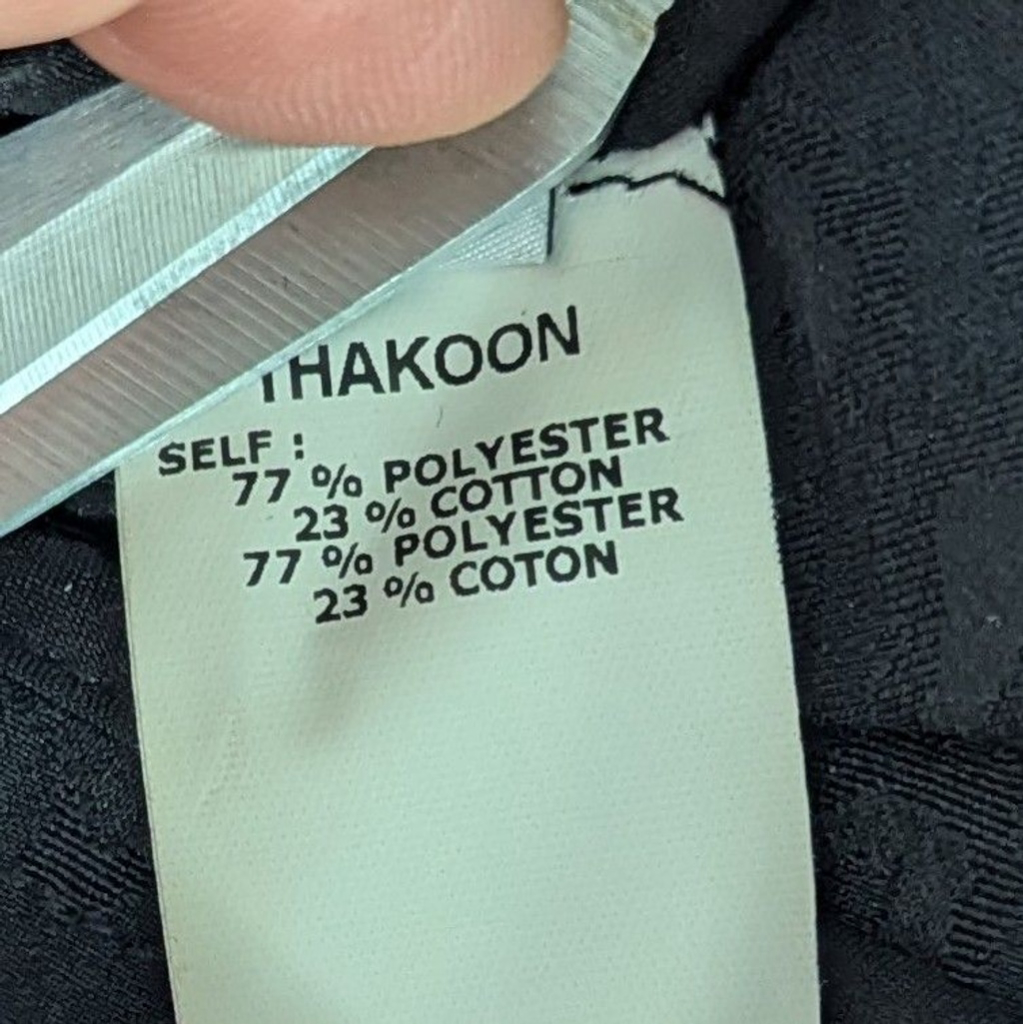 THAKOON
SELF :
77 % POLYESTER
23 % COTTON
77 % POLYESTER
23 % COTON